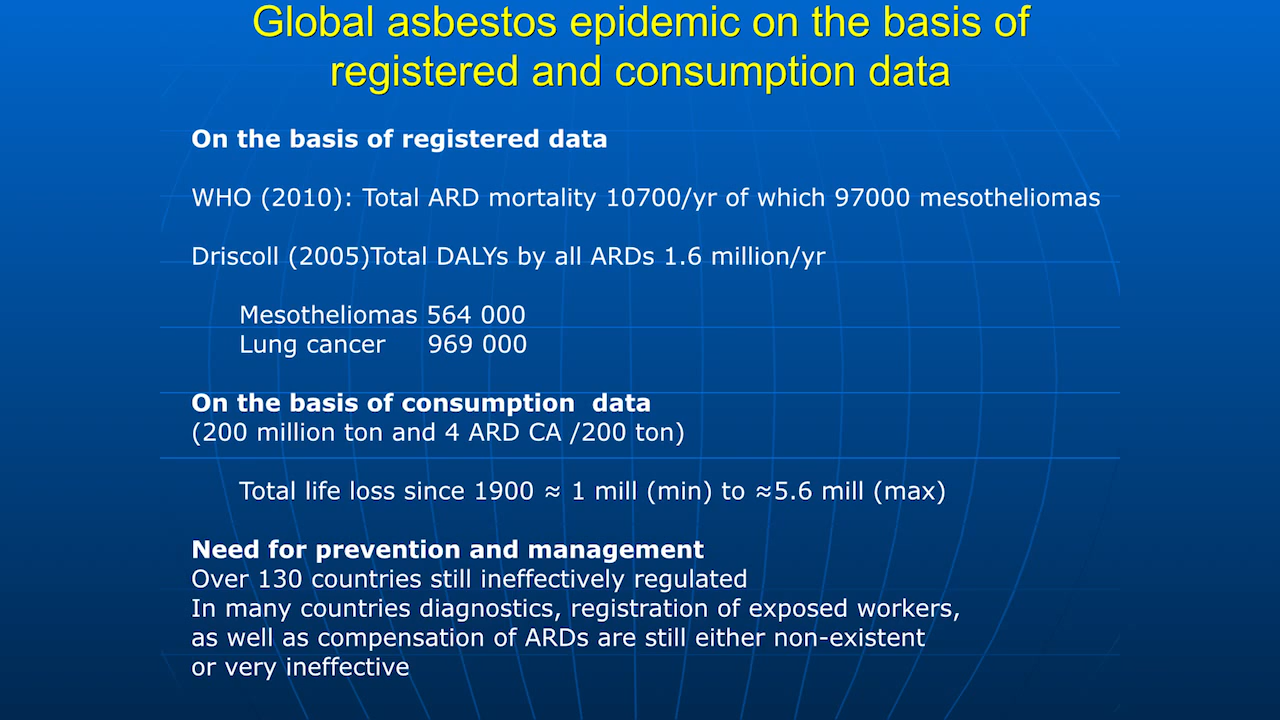 Global asbestos epidemic on the basis of
registered and consumption data
On the basis of registered data
WHO (2010): Total ARD mortality 10700/yr of which 97000 mesotheliomas
Driscoll (2005)Total DALYs by all ARDs 1.6 million/yr
Mesotheliomas 564 000
Lung cancer 969 000
On the basis of consumption data
(200 million ton and 4 ARD CA /200 ton)
Total life loss since 1900 ≈ 1 mill (min) to ≈5.6 mill (max)
Need for prevention and management
Over 130 countries still ineffectively regulated
In many countries diagnostics, registration of exposed workers,
as well as compensation of ARDs are still either non-existent
or very ineffective